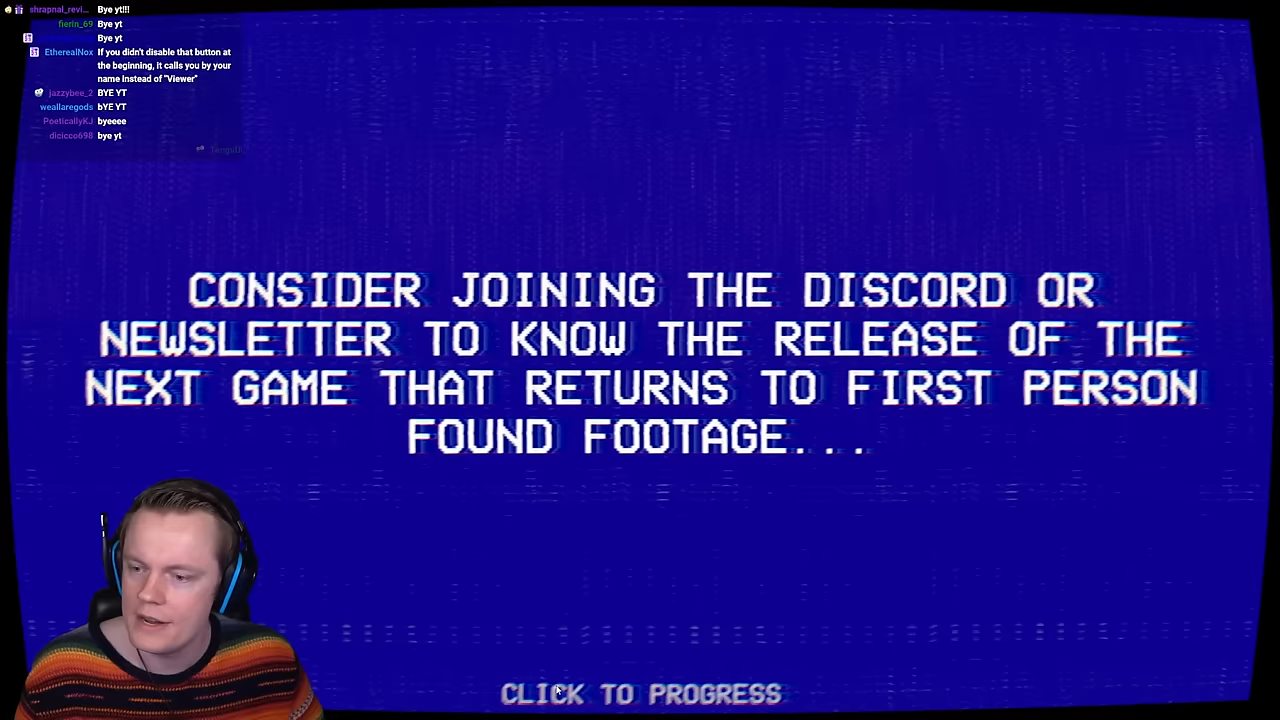 shrapnal_revi... Bye yt!!!
fierin_69 Bye yt
Bye yt
EtherealNox If you didn't disable that button at
the beginning, it calls you by your
name instead of "Viewer"
jazzybee_2 BYE YT
weallaregods bYE YT
PoeticallyKJ byeeee
dicicco698 bye yt
CONSIDER JOINING THE DISCORD OR
NEWSLETTER TO KNOW THE RELEASE OF THE
NEXT GAME THAT RETURNS TO FIRST PERSON
FOUND FOOTAGE...
CLICK TO PROGRESS